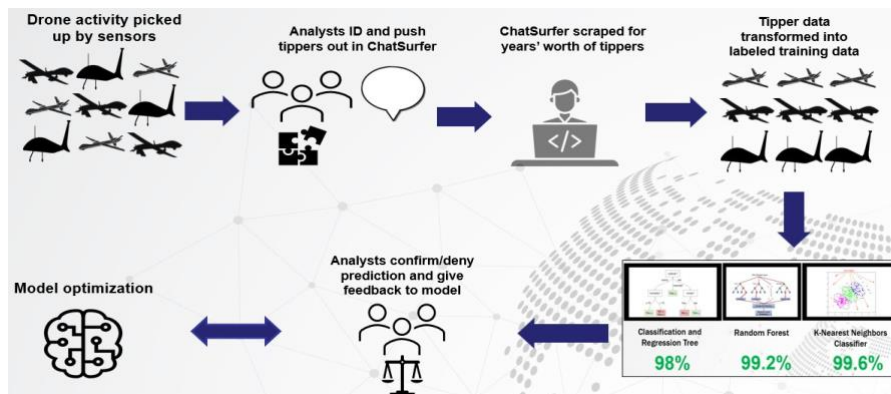 Drone activity picked
up by sensors
Analysts ID and push
tippers out in ChatSurfer
ChatSurfer scraped for
years' worth of tippers
Tipper data
transformed into
labeled training data
</>
Classification and
Regression Tree
98%
Random Forest
99.2%
K-Nearest Neighbors
Classifier
99.6%
Analysts confirm/deny
prediction and give
feedback to model
Model optimization